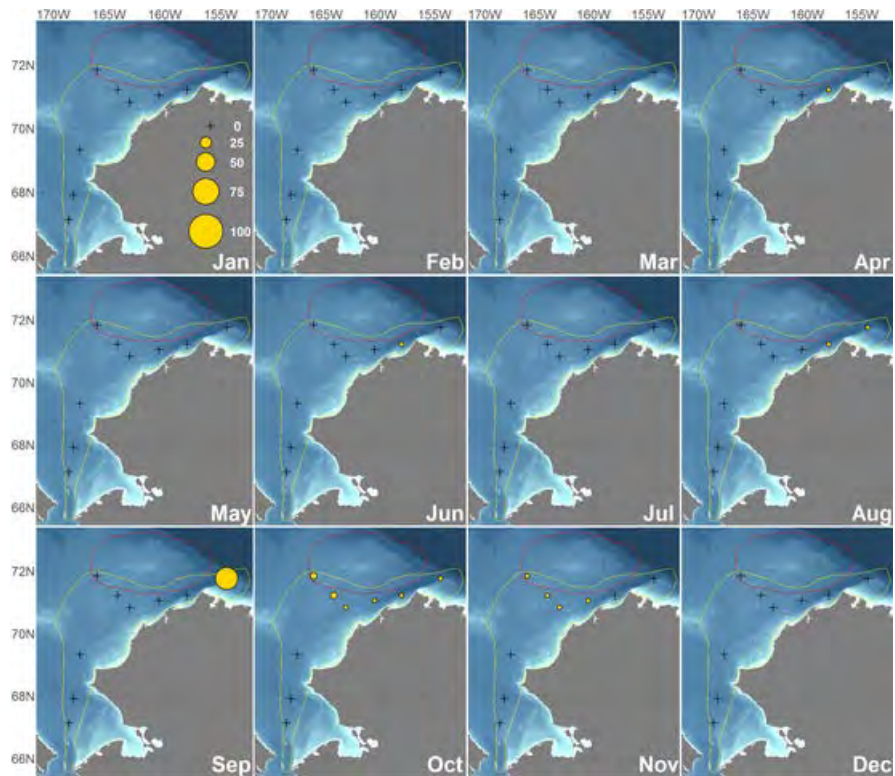 170W 165W 160W 155W 170W 165W 160W 155W 170W 165W 160W 155W 170W 165W 160W 155W
72N
70N
0
25
50
68N
75
100
66N
Jan Feb Mar Apr
72N
70N
68N
66N
May Jun Jul Aug
72N
70N
68N
66N
Sep Oct Nov Dec